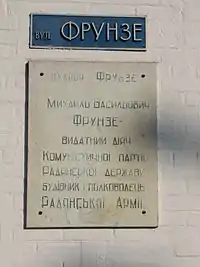 вул. ФРУНЗЕ
ВУЛИЦЯ ФРУНЗЕ
МИХАЙЛО ВАСИЛЬОВИЧ
ФРУНЗЕ-
ВИДАТНИЙ ДІЯЧ
КОМУНІСТИЧНОЇ ПАРТІЇ
РАДЯНСЬКОЇ ДЕРЖАВИ
БУДІВНИК І ПОЛКОВОДЕЦЬ
РАДЯНСЬКОЇ АРМІЇ